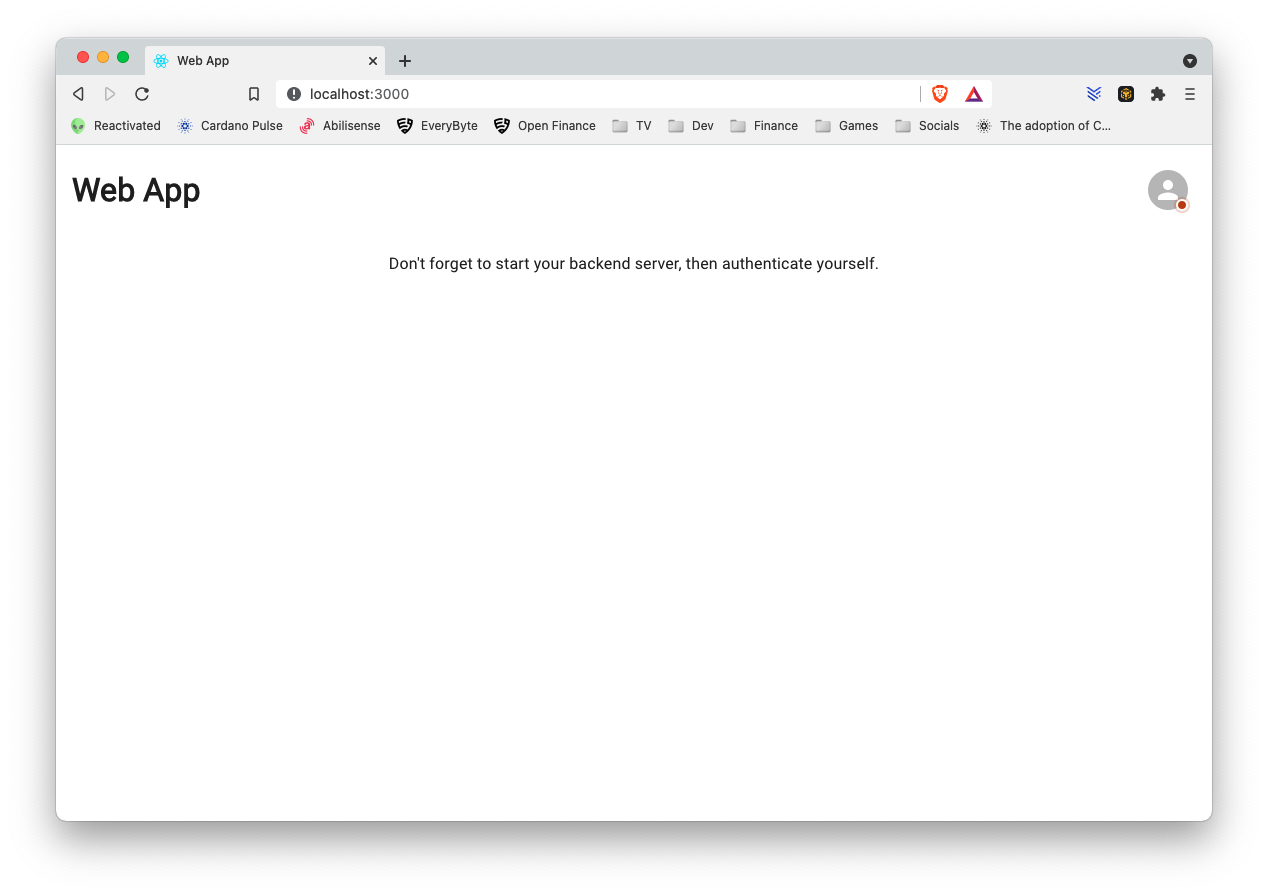 Web App
localhost:3000
Reactivated Cardano Pulse Abilisense EveryByte Open Finance TV Dev Finance Games Socials The adoption of C...
Web App
Don't forget to start your backend server, then authenticate yourself.